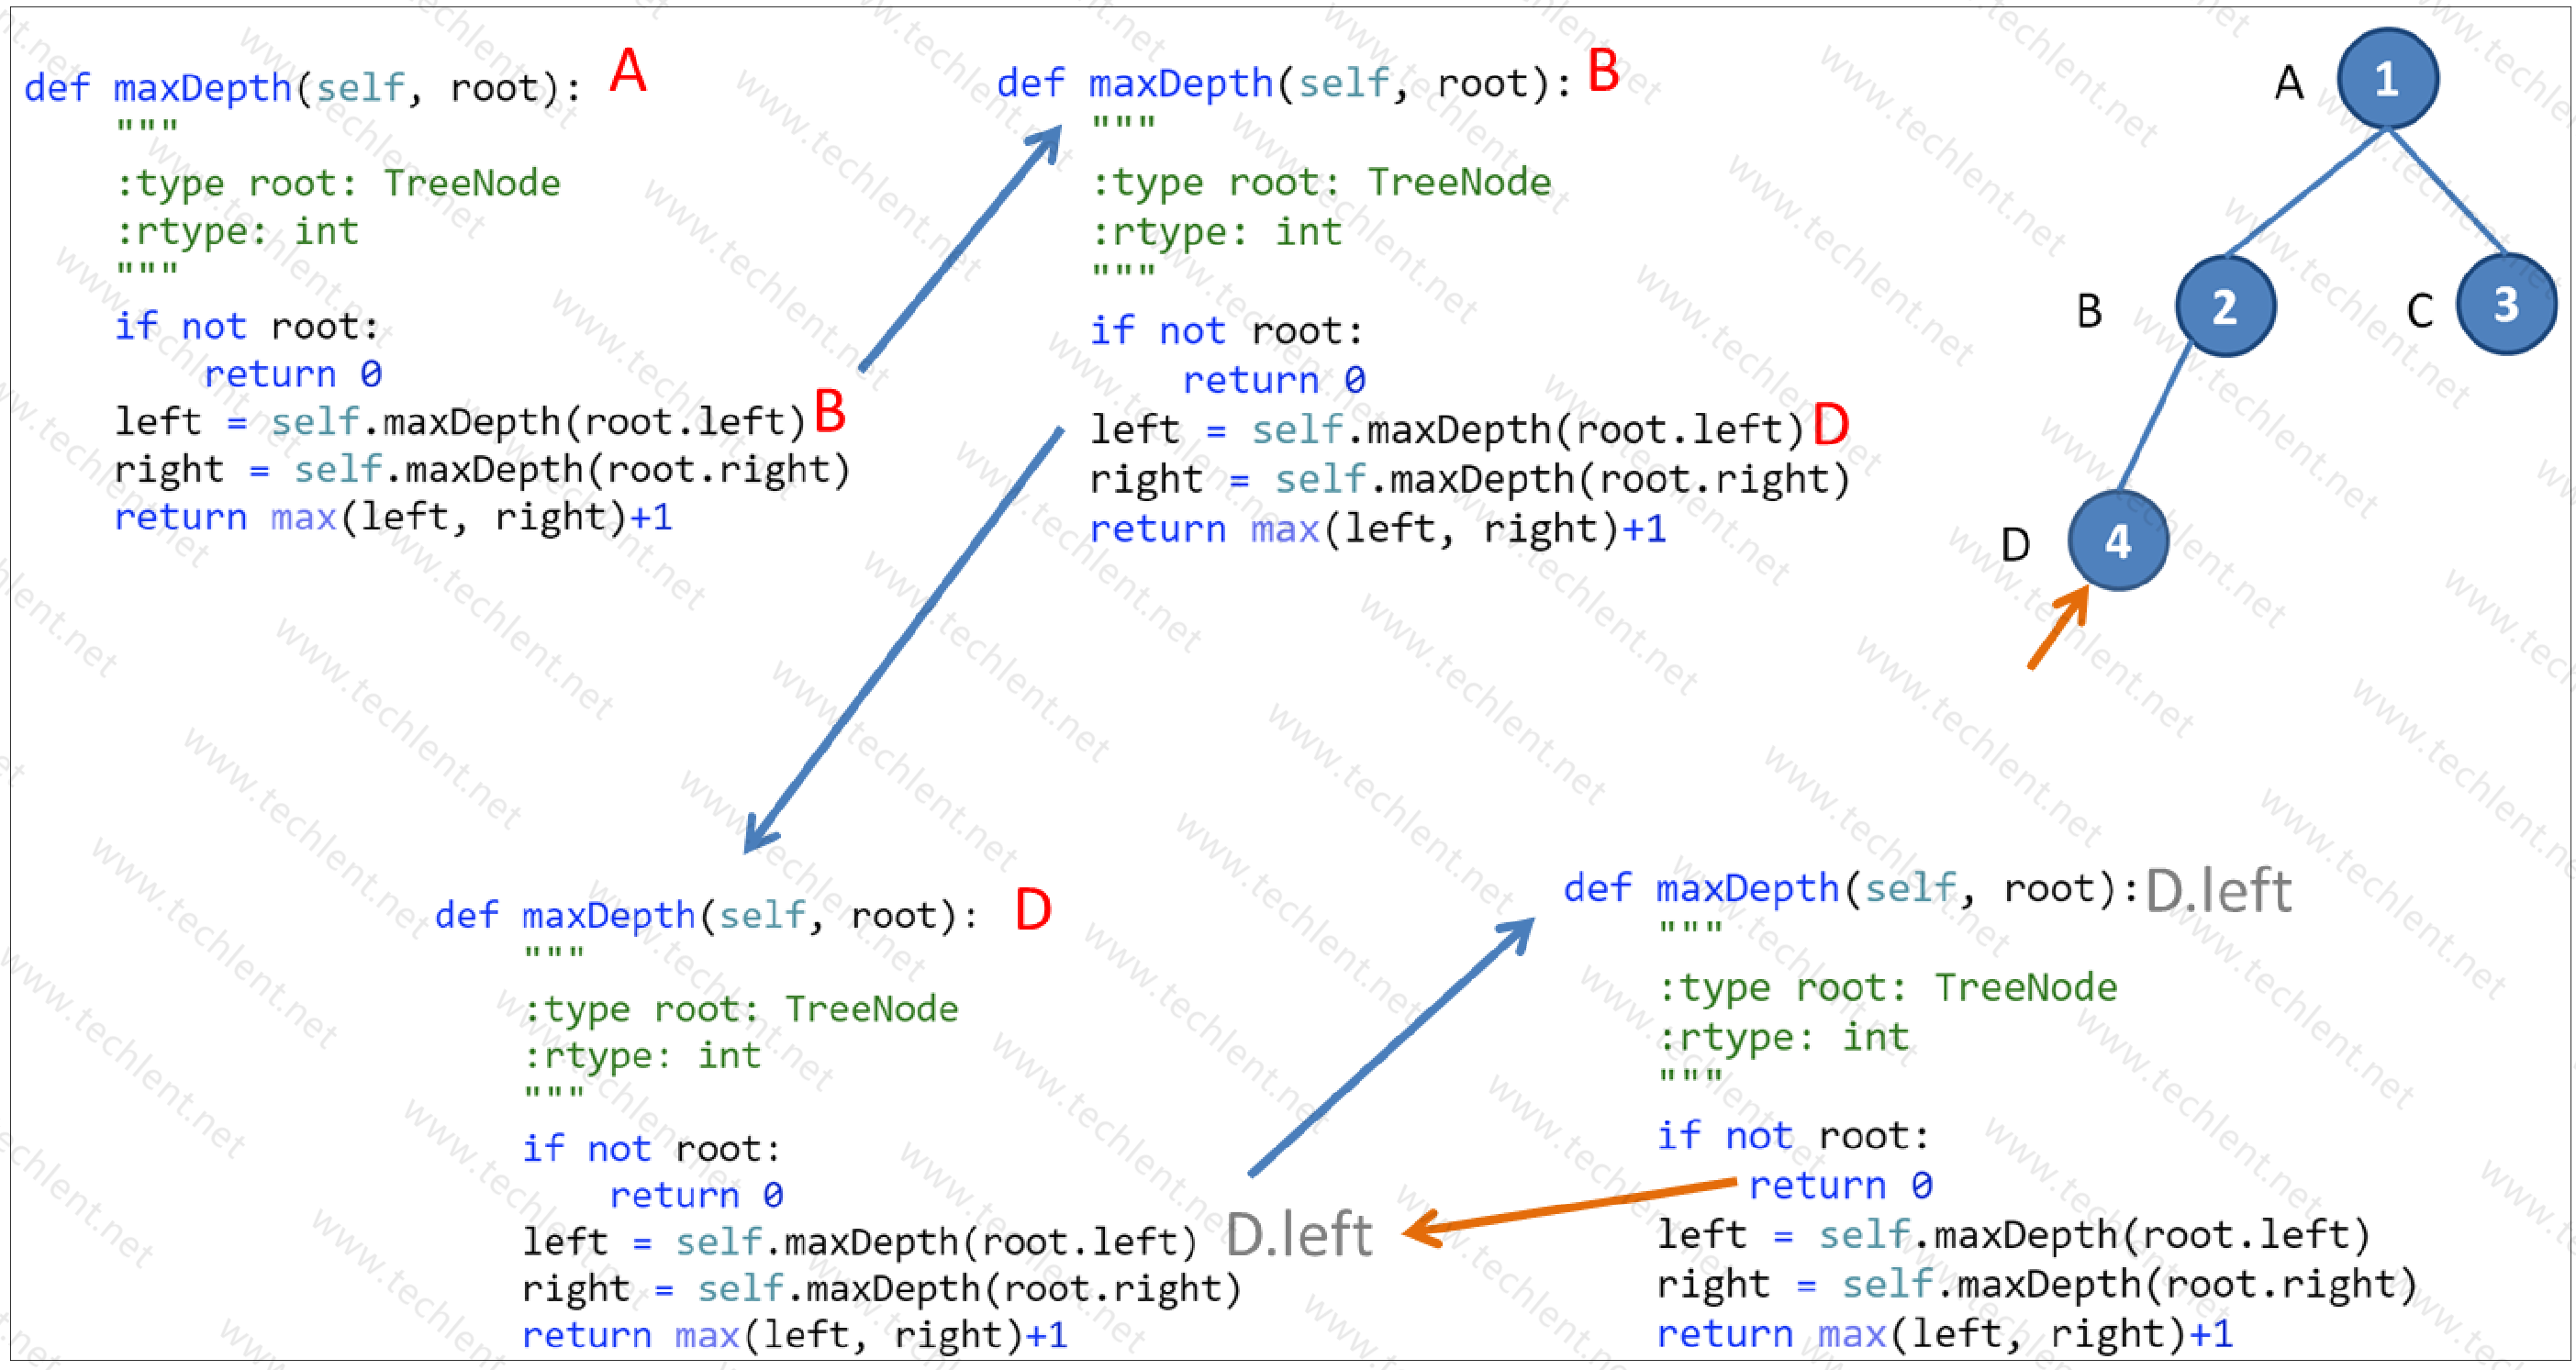 def maxDepth(self, root): A
"""
:type root: TreeNode
:rtype: int
"""
if not root:
return 0
left = self.maxDepth(root.left) B
right = self.maxDepth(root.right)
return max(left, right)+1
def maxDepth(self, root): B
"""
:type root: TreeNode
:rtype: int
"""
if not root:
return 0
left = self.maxDepth(root.left) D
right = self.maxDepth(root.right)
return max(left, right)+1
A 1
B 2
C 3
D 4
def maxDepth(self, root): D
"""
:type root: TreeNode
:rtype: int
"""
if not root:
return 0
left = self.maxDepth(root.left) D.left
right = self.maxDepth(root.right)
return max(left, right)+1
def maxDepth(self, root): D.left
"""
:type root: TreeNode
:rtype: int
"""
if not root:
return 0
left = self.maxDepth(root.left)
right = self.maxDepth(root.right)
return max(left, right)+1
www.techlent.net